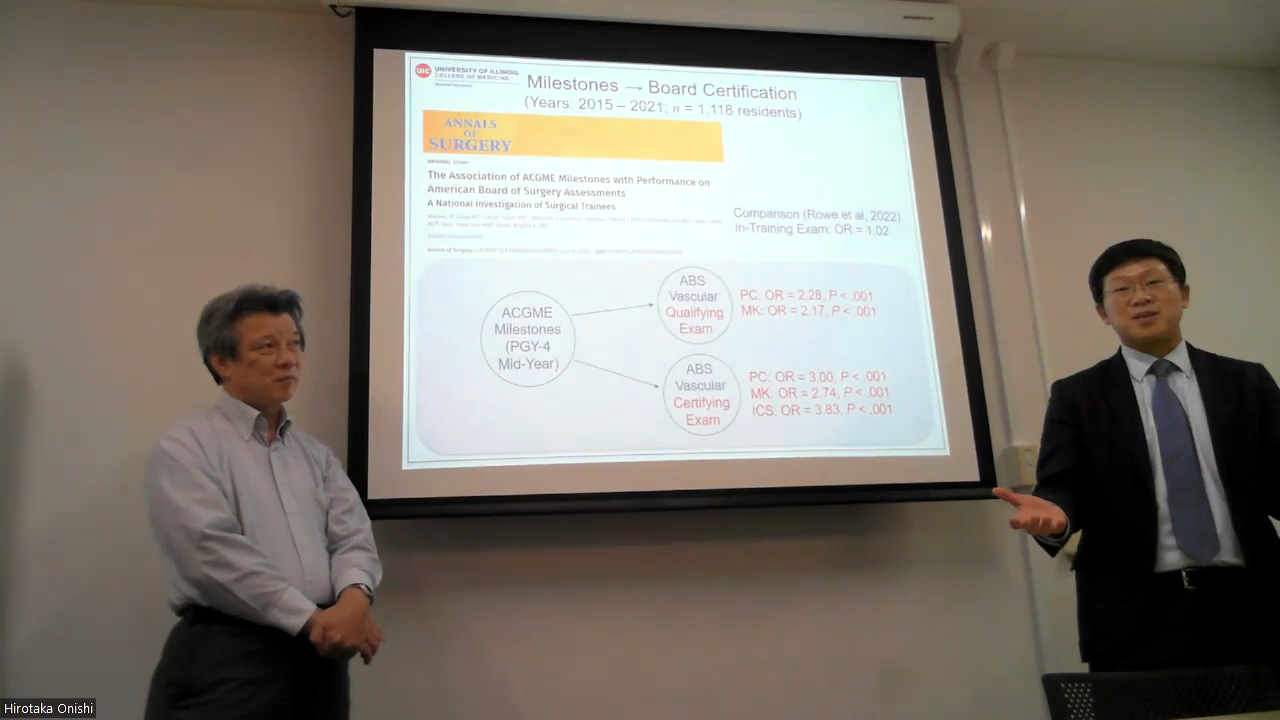 UIC UNIVERSITY OF ILLINOIS
COLLEGE OF MEDICINE
Milestones → Board Certification
(Years: 2015 – 2021; n = 1,118 residents)
ANNALS
OF
SURGERY
ORIGINAL STUDY
The Association of ACGME Milestones with Performance on
American Board of Surgery Assessments
A National Investigation of Surgical Trainees
Comparison (Rowe et al, 2022)
In-Training Exam: OR = 1.02
ACGME
Milestones
(PGY-4
Mid-Year)
ABS
Vascular
Qualifying
Exam
PC: OR = 2.28, P < .001
MK: OR = 2.17, P < .001
ABS
Vascular
Certifying
Exam
PC: OR = 3.00, P < .001
MK: OR = 2.74, P < .001
ICS: OR = 3.83, P < .001
Hirotaka Onishi